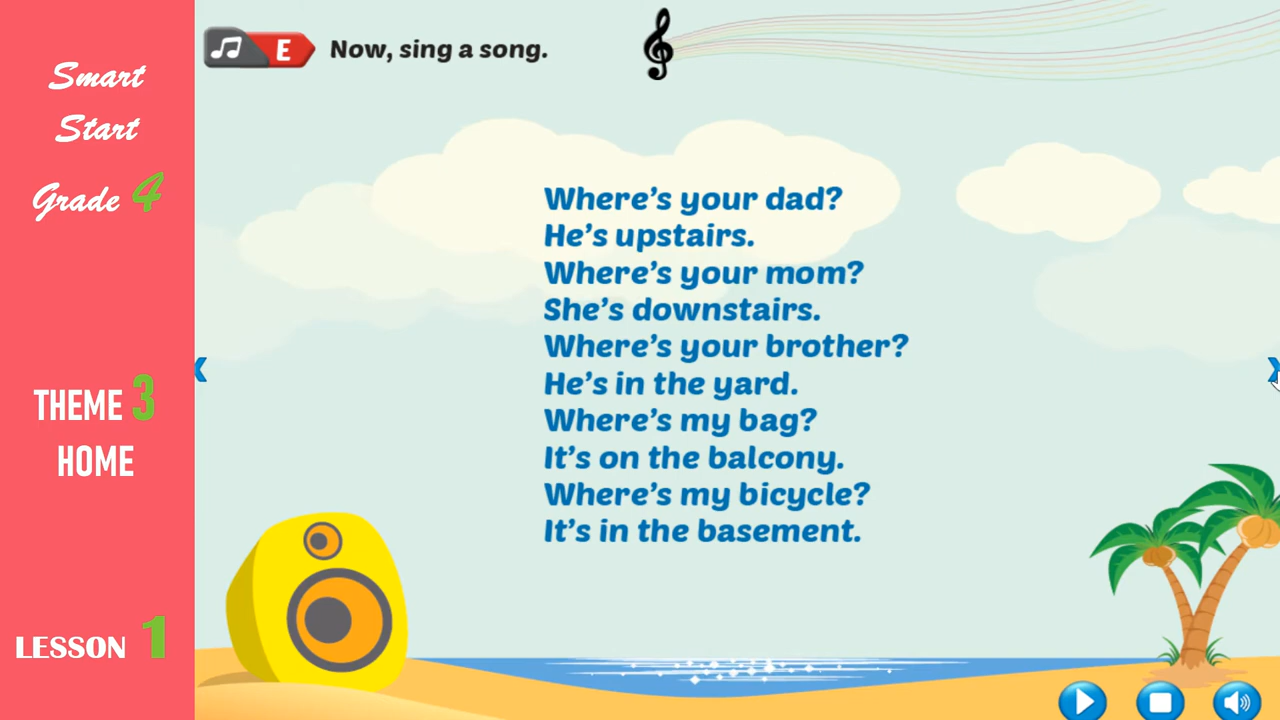 Smart
Start
Grade 4
THEME 3
HOME
LESSON 1
E Now, sing a song.
Where's your dad?
He's upstairs.
Where's your mom?
She's downstairs.
Where's your brother?
He's in the yard.
Where's my bag?
It's on the balcony.
Where's my bicycle?
It's in the basement.